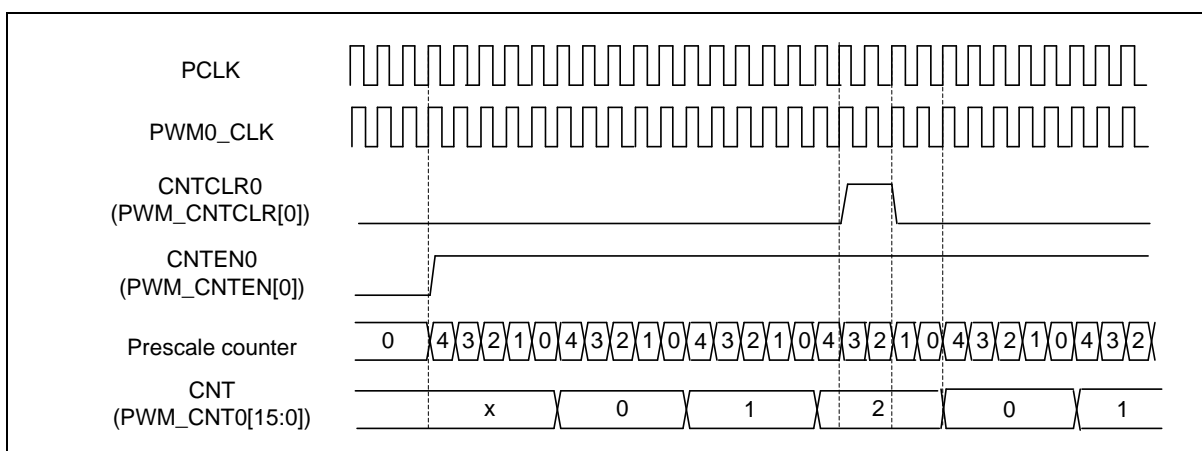 PCLK
PWM0_CLK
CNTCLR0
(PWM_CNTCLR[0])
CNTEN0
(PWM_CNTEN[0])
Prescale counter 0 4 3 2 1 0 4 3 2 1 0 4 3 2 1 0 4 3 2 1 0 4 3 2 1 0 4 3 2
CNT
(PWM_CNT0[15:0]) x 0 1 2 0 1